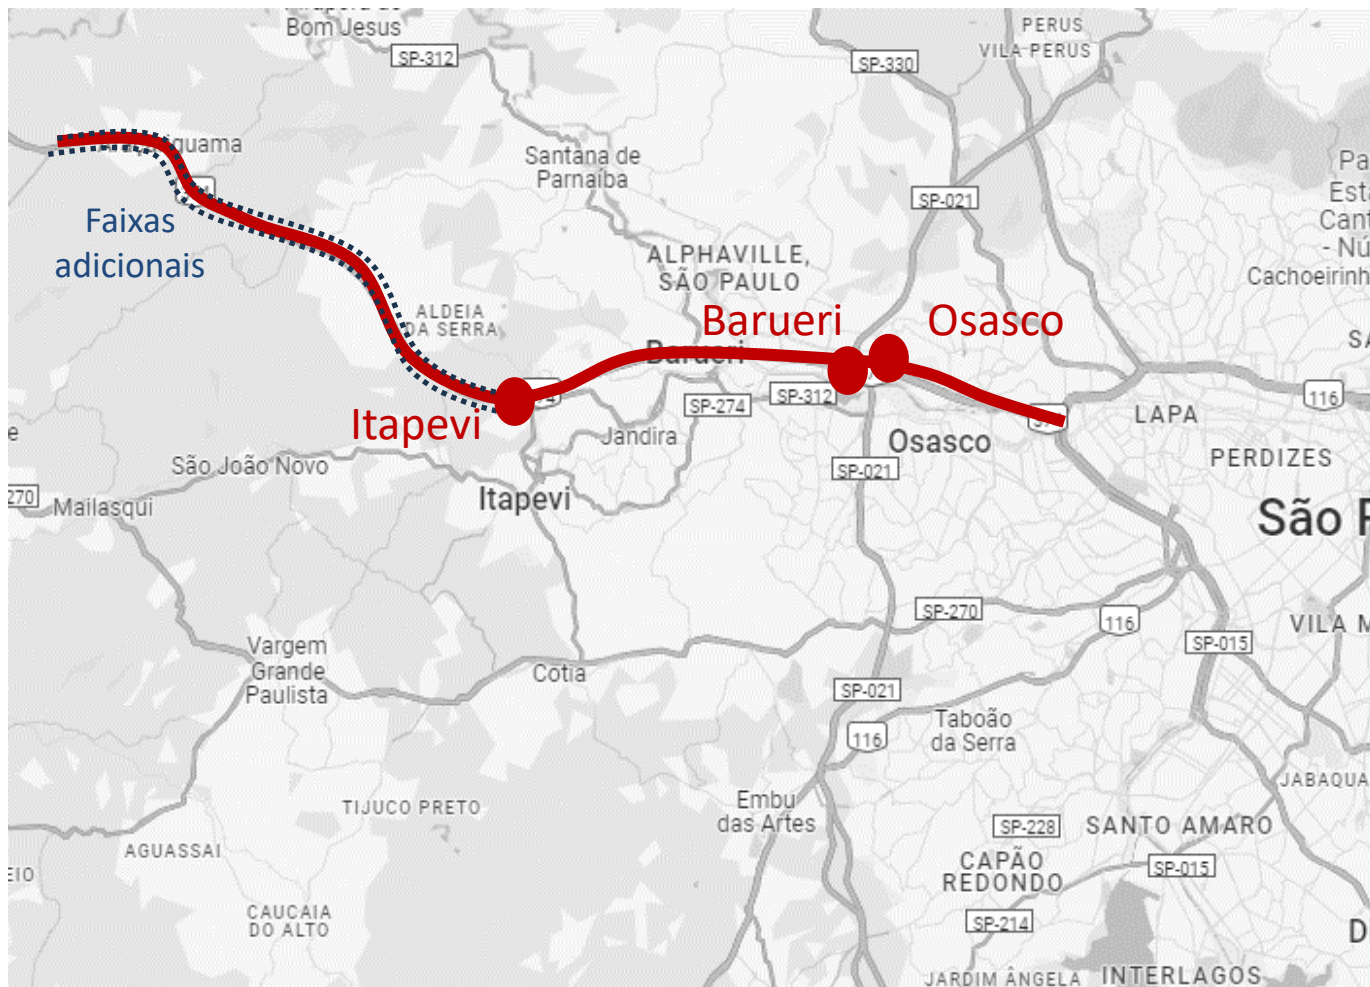 Bom Jesus
SP-312
SP-330
PERUS
VILA PERUS
Santana de
Parnaíba
SP-021
Faixas
adicionais
ALPHAVILLE,
SÃO PAULO
Cachoeirinh
ALDEIA
DA SERRA
Barueri
Osasco
Barueri
116
Itapevi
SP-274
SP-312
LAPA
Jandira
Osasco
PERDIZES
São João Novo
SP-021
270
Mailasqui
Itapevi
São P
SP-270
116
VILA M
SP-015
Vargem
Grande
Paulista
Cotia
SP-021
116
Taboão
da Serra
JABAQUA
TIJUCO PRETO
Embu
das Artes
SP-228
SANTO AMARO
AGUASSAI
CAPÃO
REDONDO
SP-015
EIO
CAUCAIA
DO ALTO
SP-214
D
JARDIM ÂNGELA
INTERLAGOS